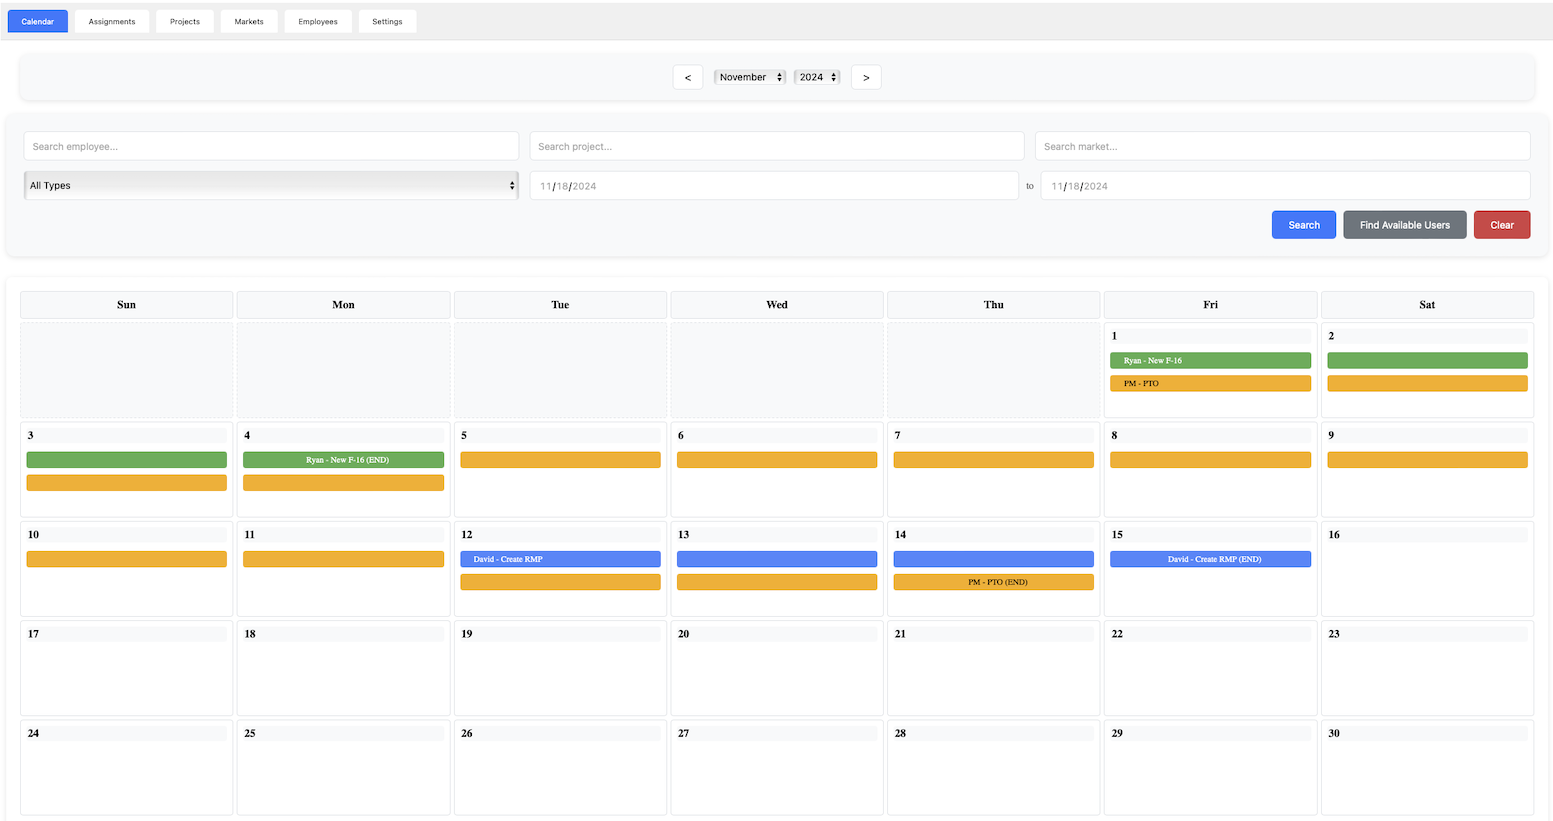 Calendar Assignments Projects Markets Employees Settings
< November 2024 >
Search employee... Search project... Search market...
All Types 11/18/2024 to 11/18/2024
Search Find Available Users Clear
Sun Mon Tue Wed Thu Fri Sat
1 2
Ryan - New F-16
PM - PTO
3 4 5 6 7 8 9
Ryan - New F-16 (END)
10 11 12 13 14 15 16
David - Create RMP David - Create RMP (END)
PM - PTO (END)
17 18 19 20 21 22 23
24 25 26 27 28 29 30